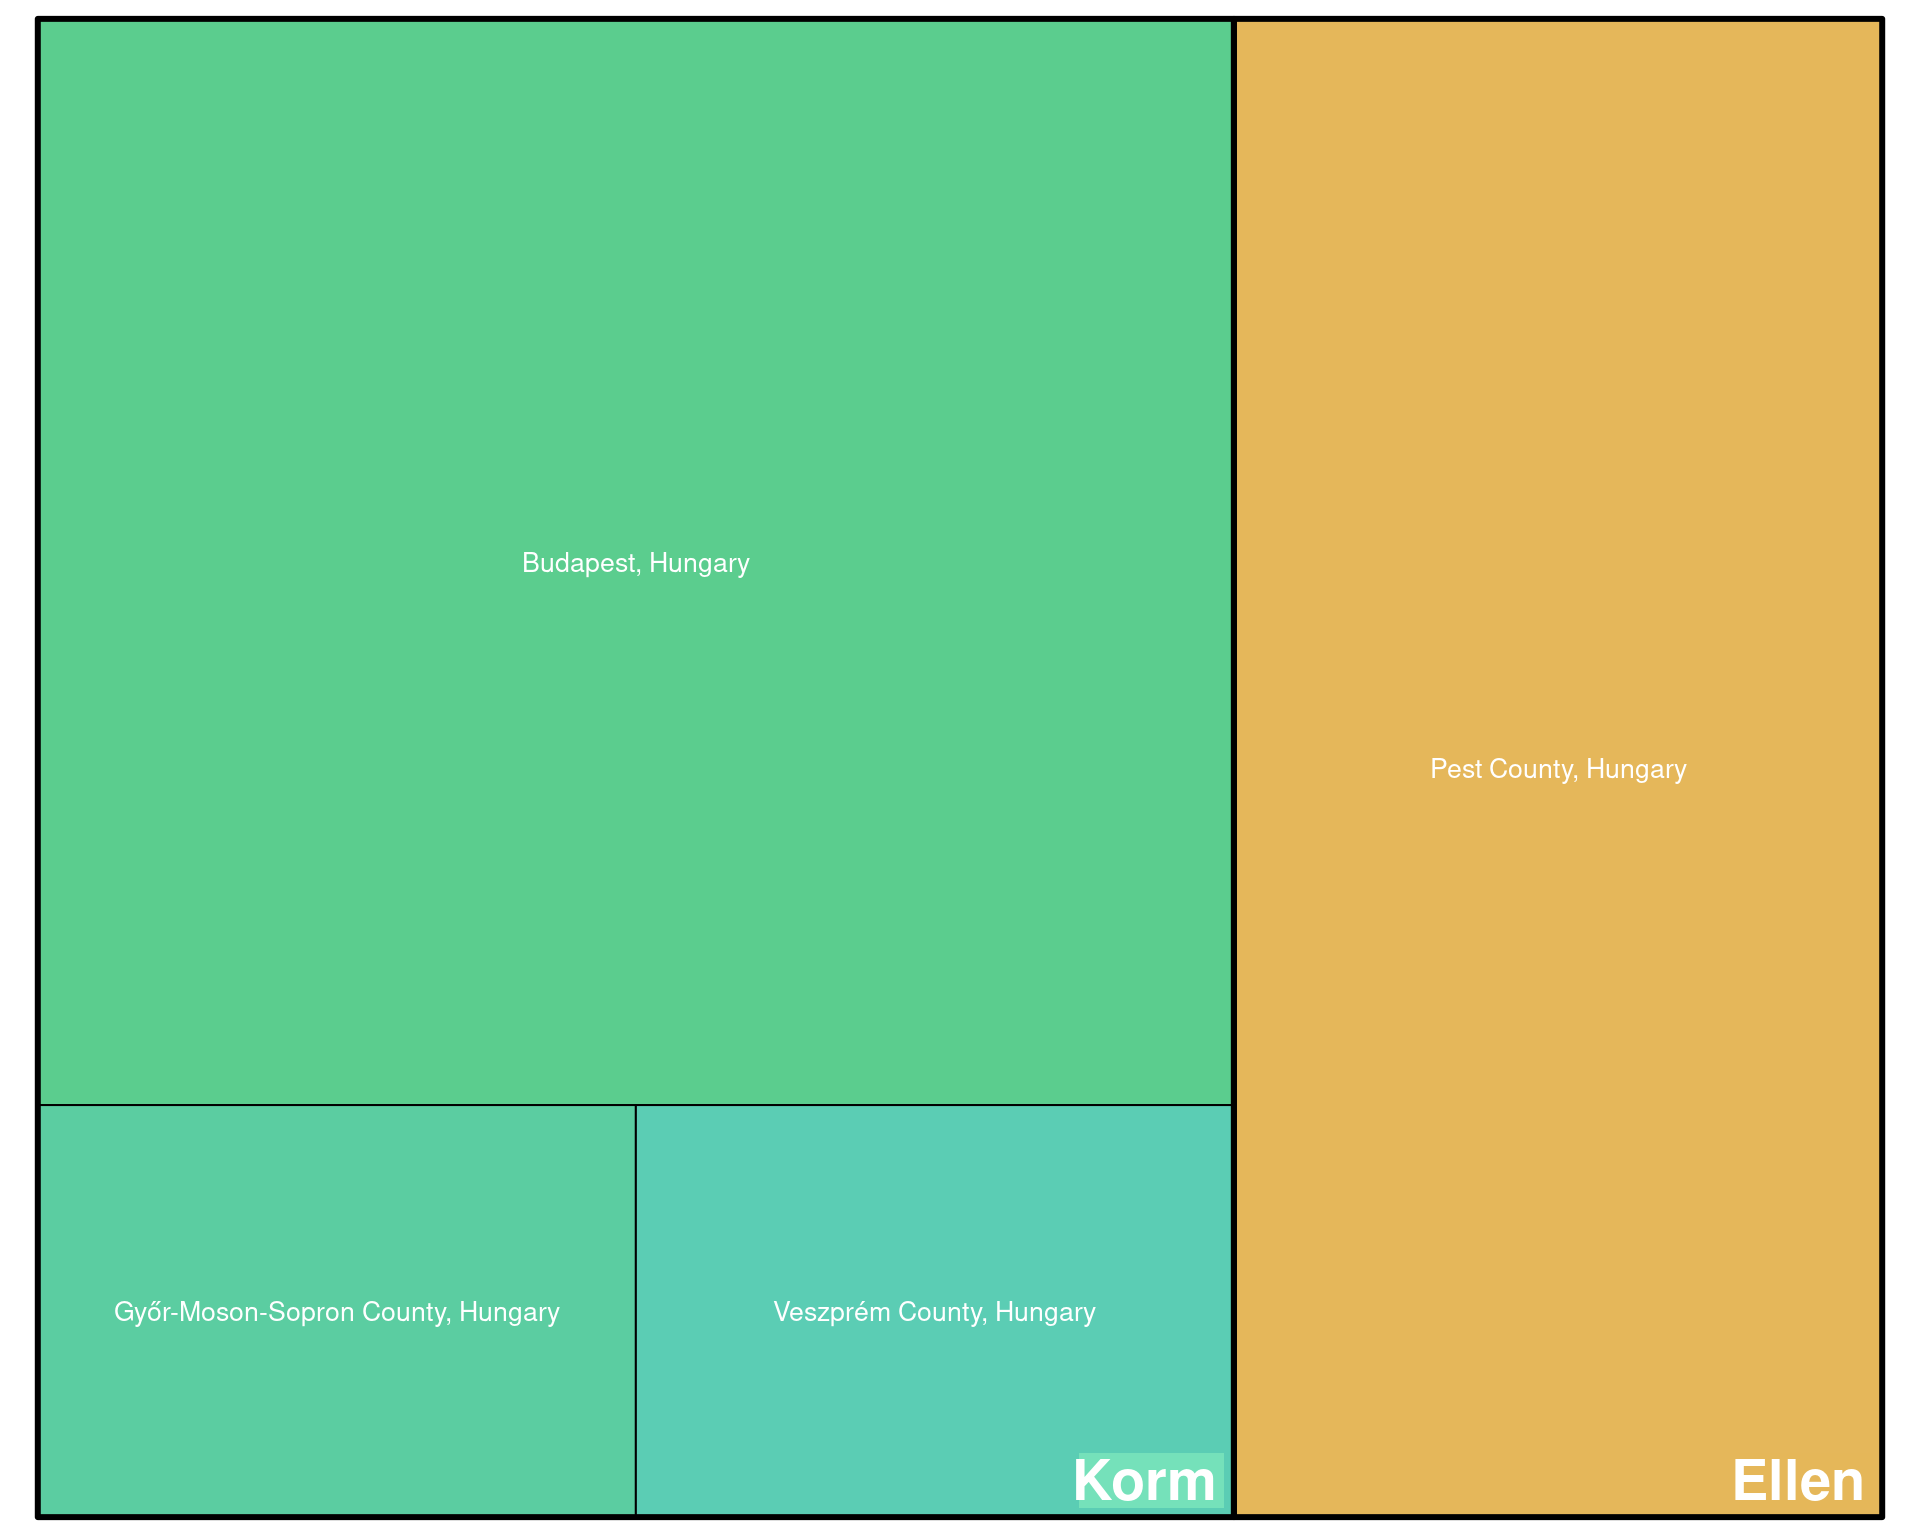 Budapest, Hungary
Pest County, Hungary
Győr-Moson-Sopron County, Hungary
Veszprém County, Hungary
Korm
Ellen